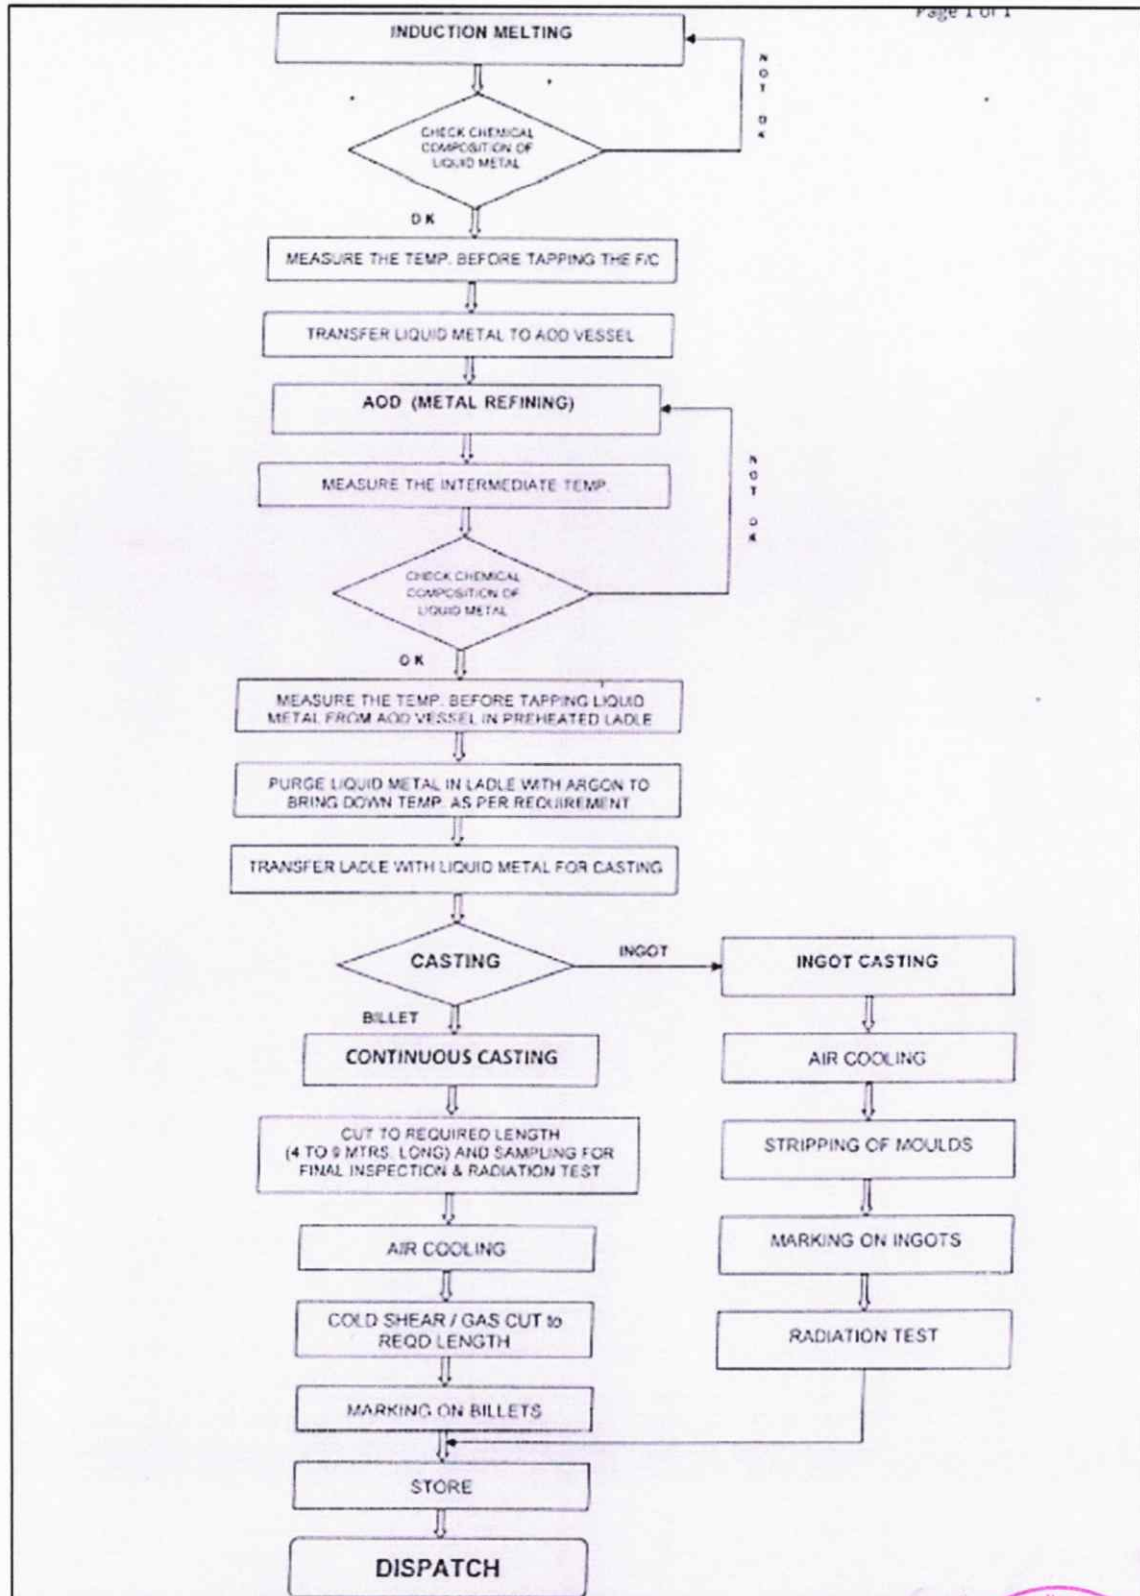 Page 1 of 1
INDUCTION MELTING
NOT OK
CHECK CHEMICAL
COMPOSITION OF
LIQUID METAL
OK
MEASURE THE TEMP. BEFORE TAPPING THE F/C
TRANSFER LIQUID METAL TO AOD VESSEL
AOD (METAL REFINING)
NOT OK
MEASURE THE INTERMEDIATE TEMP.
CHECK CHEMICAL
COMPOSITION OF
LIQUID METAL
OK
MEASURE THE TEMP. BEFORE TAPPING LIQUID
METAL FROM AOD VESSEL IN PREHEATED LADLE
PURGE LIQUID METAL IN LADLE WITH ARGON TO
BRING DOWN TEMP. AS PER REQUIREMENT
TRANSFER LADLE WITH LIQUID METAL FOR CASTING
CASTING
INGOT
INGOT CASTING
BILLET
CONTINUOUS CASTING
AIR COOLING
CUT TO REQUIRED LENGTH
(4 TO 9 MTRS. LONG) AND SAMPLING FOR
FINAL INSPECTION & RADIATION TEST
STRIPPING OF MOULDS
AIR COOLING
MARKING ON INGOTS
COLD SHEAR / GAS CUT to
REQD LENGTH
RADIATION TEST
MARKING ON BILLETS
STORE
DISPATCH